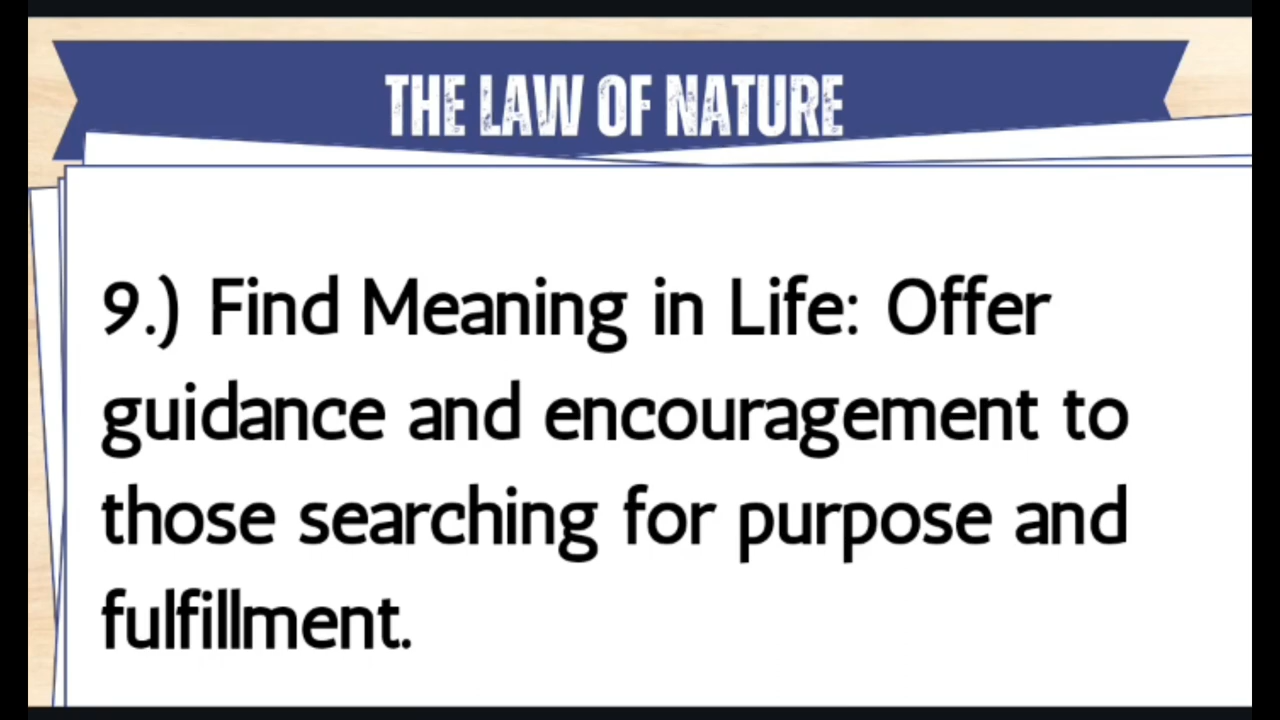 THE LAW OF NATURE
9.) Find Meaning in Life: Offer
guidance and encouragement to
those searching for purpose and
fulfillment.